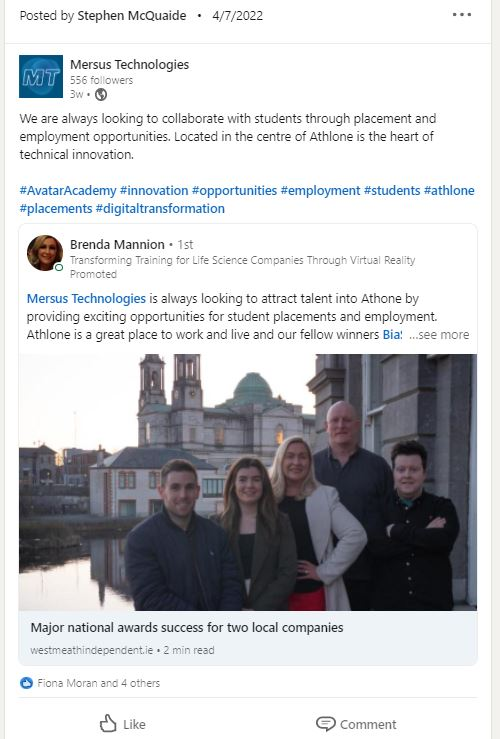 Posted by Stephen McQuaide • 4/7/2022
MT
Mersus Technologies
556 followers
3w •
We are always looking to collaborate with students through placement and
employment opportunities. Located in the centre of Athlone is the heart of
technical innovation.
#AvatarAcademy #innovation #opportunities #employment #students #athlone
#placements #digitaltransformation
Brenda Mannion • 1st
Transforming Training for Life Science Companies Through Virtual Reality
Promoted
Mersus Technologies is always looking to attract talent into Athone by
providing exciting opportunities for student placements and employment.
Athlone is a great place to work and live and our fellow winners ...see more
Major national awards success for two local companies
westmeathindependent.ie • 2 min read
Fiona Moran and 4 others
Like
Comment